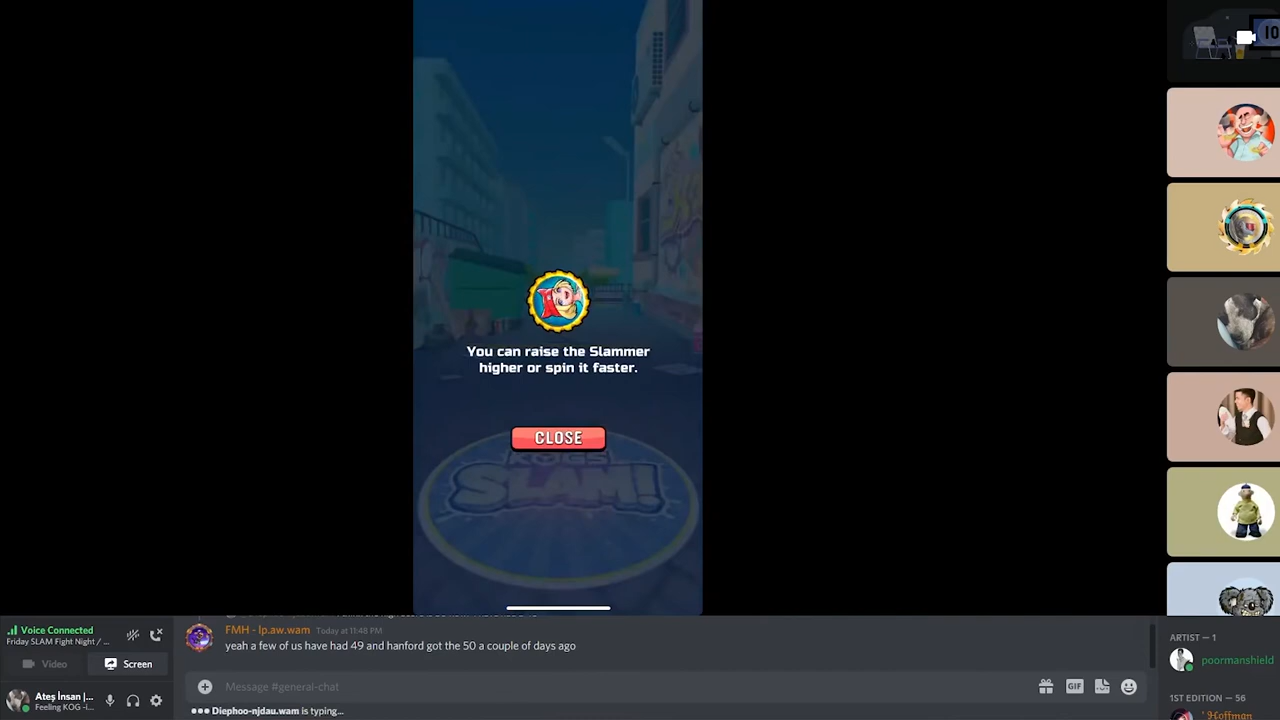 You can raise the Slammer
higher or spin it faster.
CLOSE
KOGS
SLAM!
Voice Connected
Friday SLAM Fight Night / ...
Video
Screen
Ateş İnsan |...
Feeling KOG -i...
FMH - lp.aw.wam Today at 11:48 PM
yeah a few of us have had 49 and hanford got the 50 a couple of days ago
Message #general-chat
GIF
Diephoo-njdau.wam is typing...
ARTIST — 1
poormanshield
1ST EDITION — 56
' Hoffman